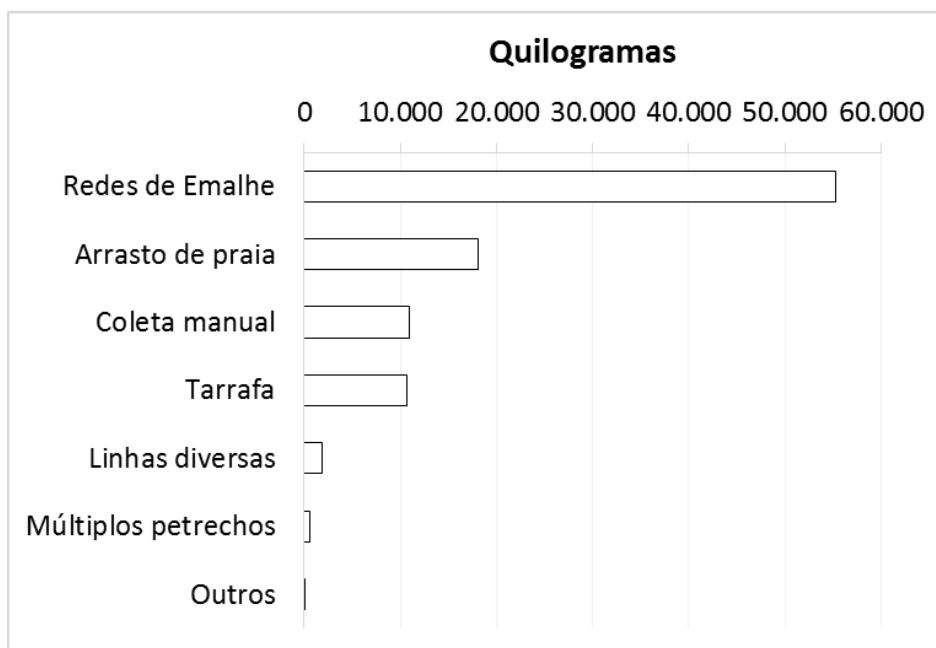 Quilogramas
0 10.000 20.000 30.000 40.000 50.000 60.000
Redes de Emalhe
Arrasto de praia
Coleta manual
Tarrafa
Linhas diversas
Múltiplos petrechos
Outros